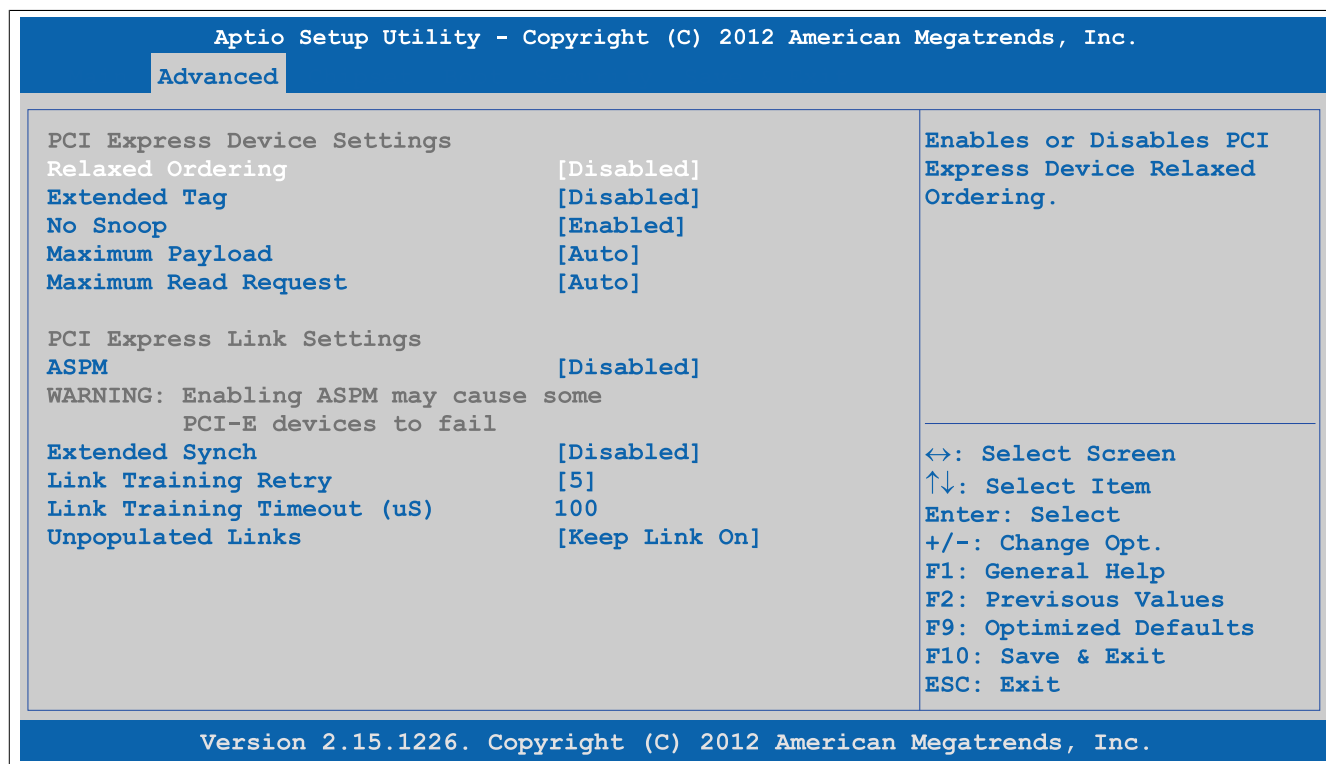 Aptio Setup Utility - Copyright (C) 2012 American Megatrends, Inc.
Advanced
PCI Express Device Settings
Relaxed Ordering [Disabled]
Extended Tag [Disabled]
No Snoop [Enabled]
Maximum Payload [Auto]
Maximum Read Request [Auto]
PCI Express Link Settings
ASPM [Disabled]
WARNING: Enabling ASPM may cause some
PCI-E devices to fail
Extended Synch [Disabled]
Link Training Retry [5]
Link Training Timeout (uS) 100
Unpopulated Links [Keep Link On]
Enables or Disables PCI
Express Device Relaxed
Ordering.
↔: Select Screen
↑↓: Select Item
Enter: Select
+/-: Change Opt.
F1: General Help
F2: Previsous Values
F9: Optimized Defaults
F10: Save & Exit
ESC: Exit
Version 2.15.1226. Copyright (C) 2012 American Megatrends, Inc.